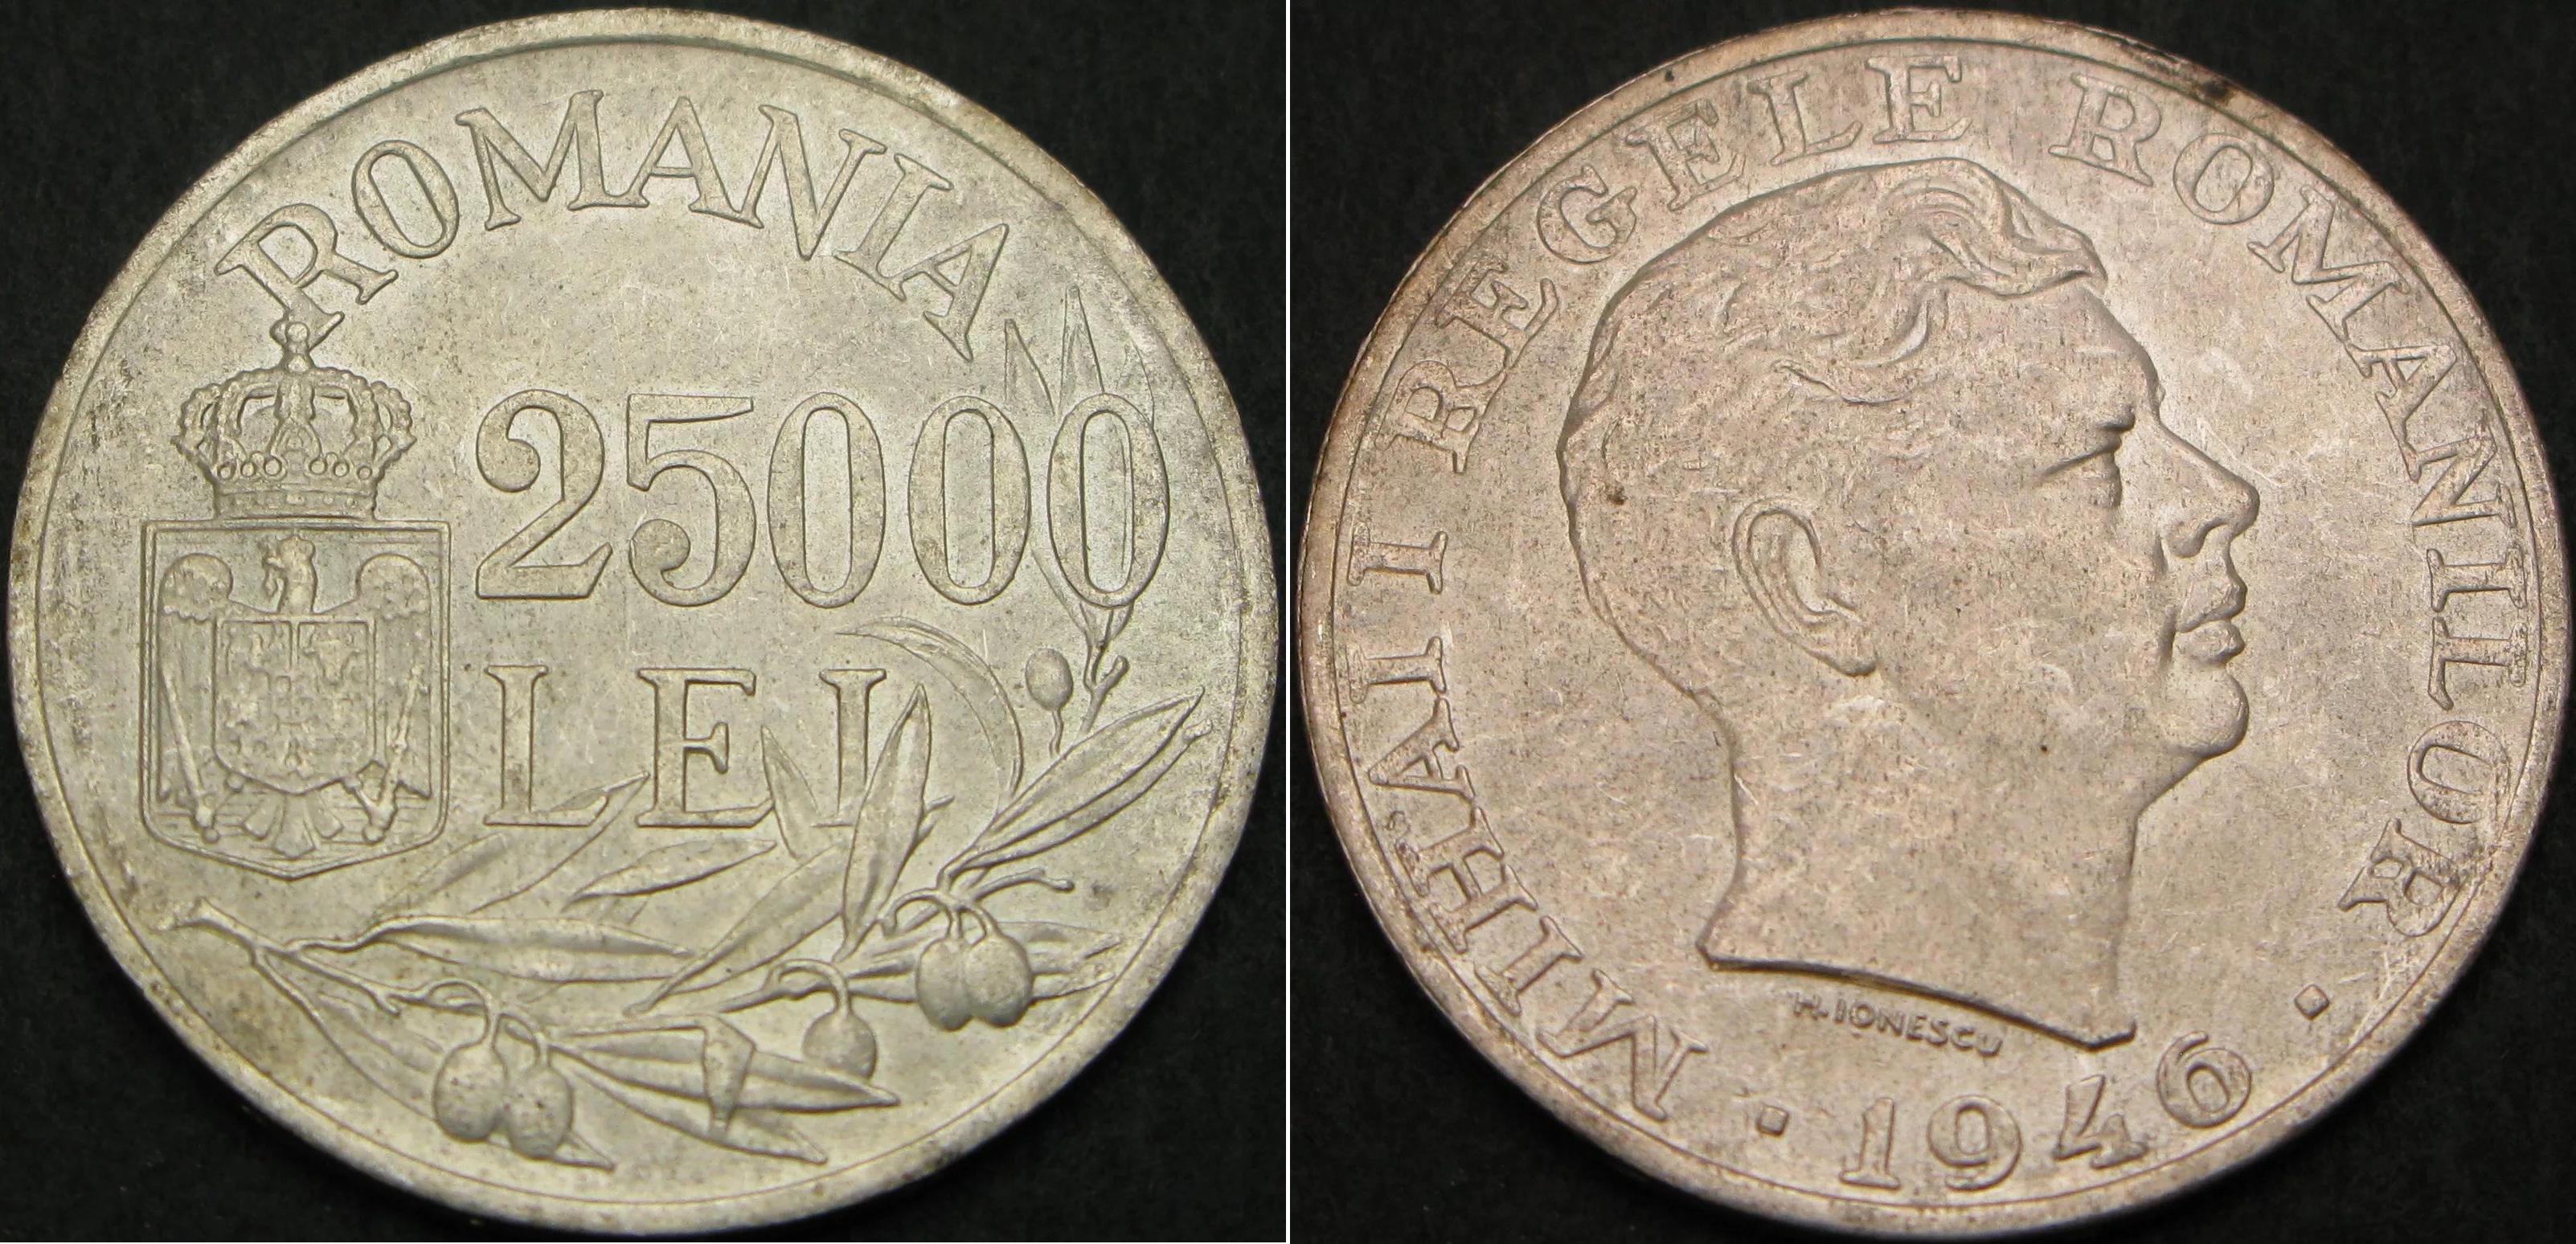 ROMANIA
25000
LEI
MIHAI I REGELE ROMANILOR · 1946 ·
H. IONESCU